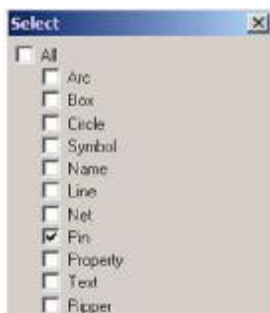 Select
All
Arc
Box
Circle
Symbol
Name
Line
Net
Pin
Property
Text
Ripper